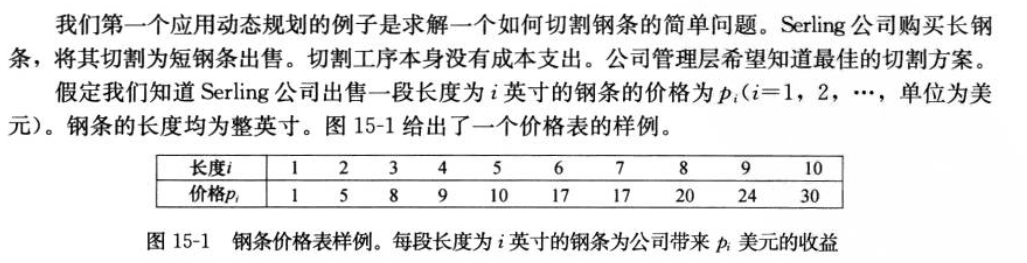 我们第一个应用动态规划的例子是求解一个如何切割钢条的简单问题。Serling 公司购买长钢
条，将其切割为短钢条出售。切割工序本身没有成本支出。公司管理层希望知道最佳的切割方案。
假定我们知道 Serling 公司出售一段长度为 i 英寸的钢条的价格为 pᵢ(i=1，2，…，单位为美
元)。钢条的长度均为整英寸。图 15-1 给出了一个价格表的样例。
长度i 1 2 3 4 5 6 7 8 9 10
价格pᵢ 1 5 8 9 10 17 17 20 24 30
图 15-1 钢条价格表样例。每段长度为 i 英寸的钢条为公司带来 pᵢ 美元的收益